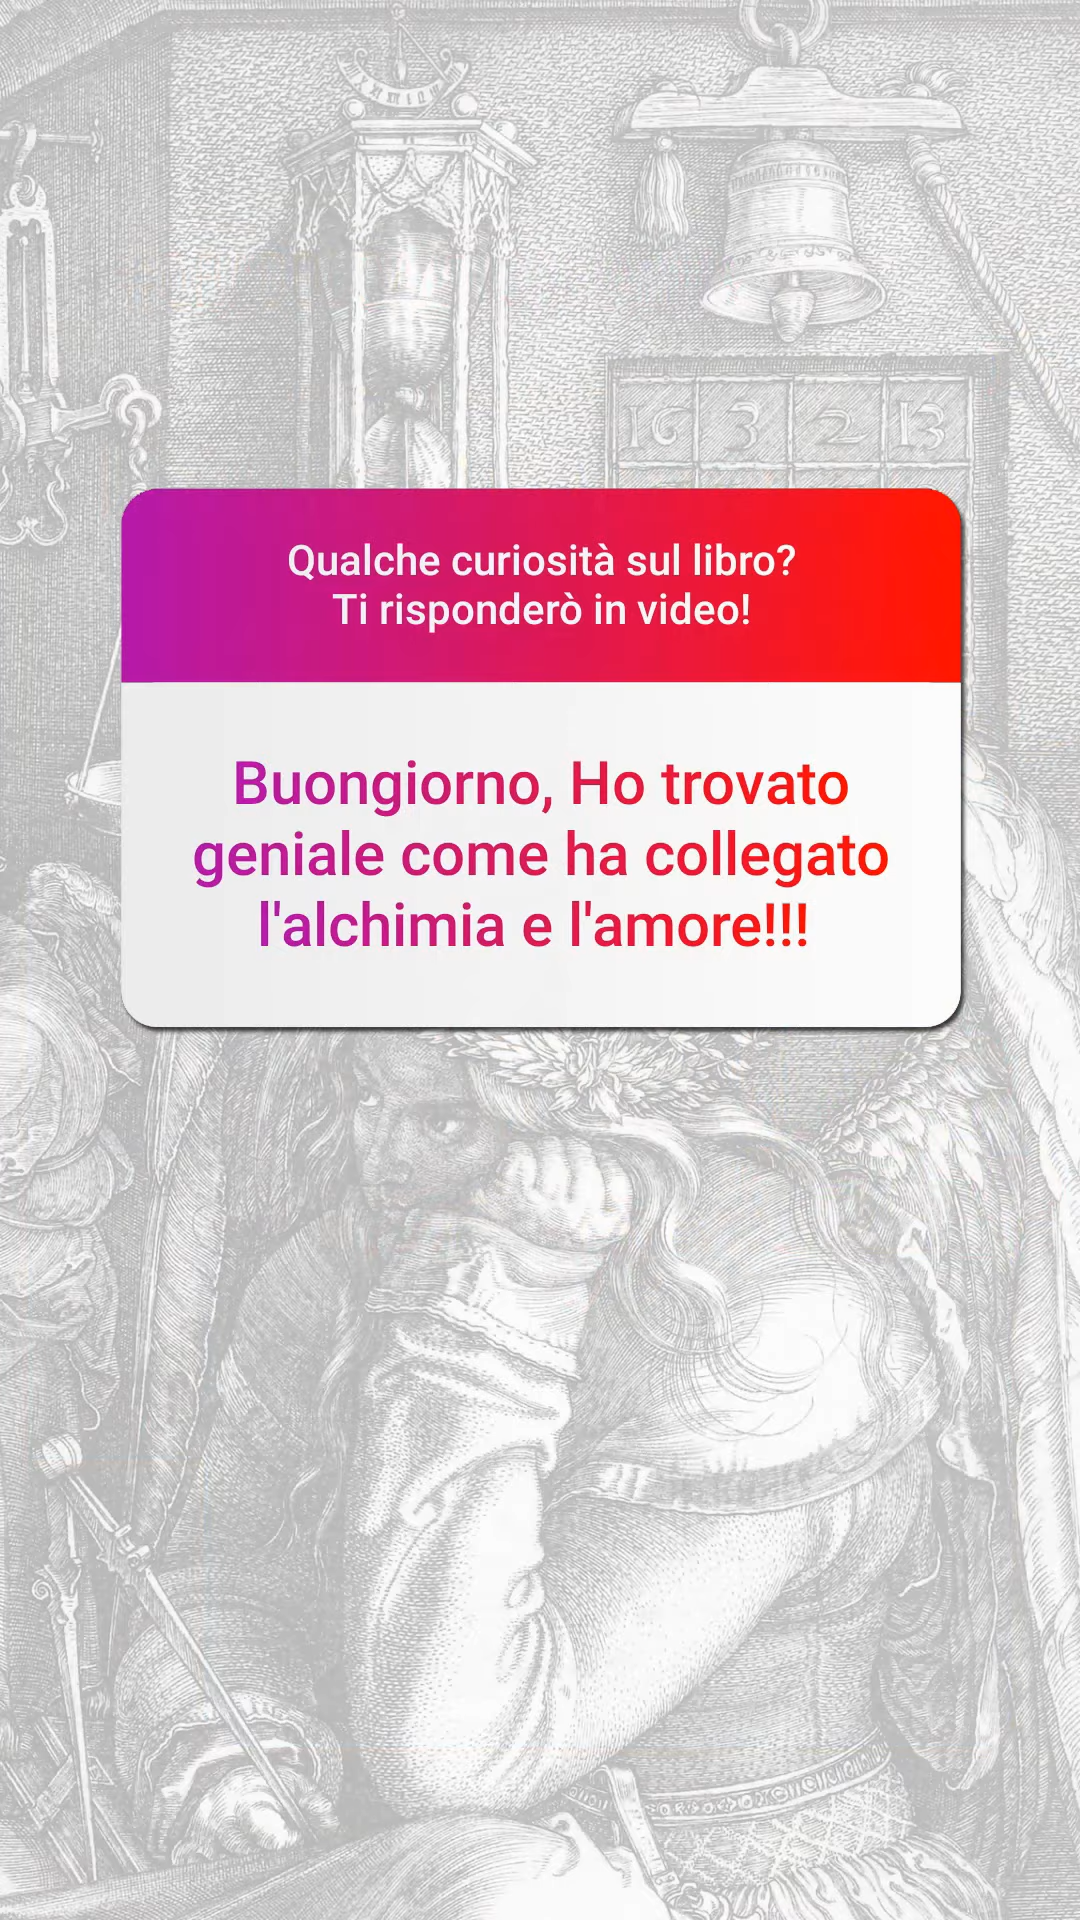 16 3 2 13
Qualche curiosità sul libro?
Ti risponderò in video!
Buongiorno, Ho trovato
geniale come ha collegato
l'alchimia e l'amore!!!